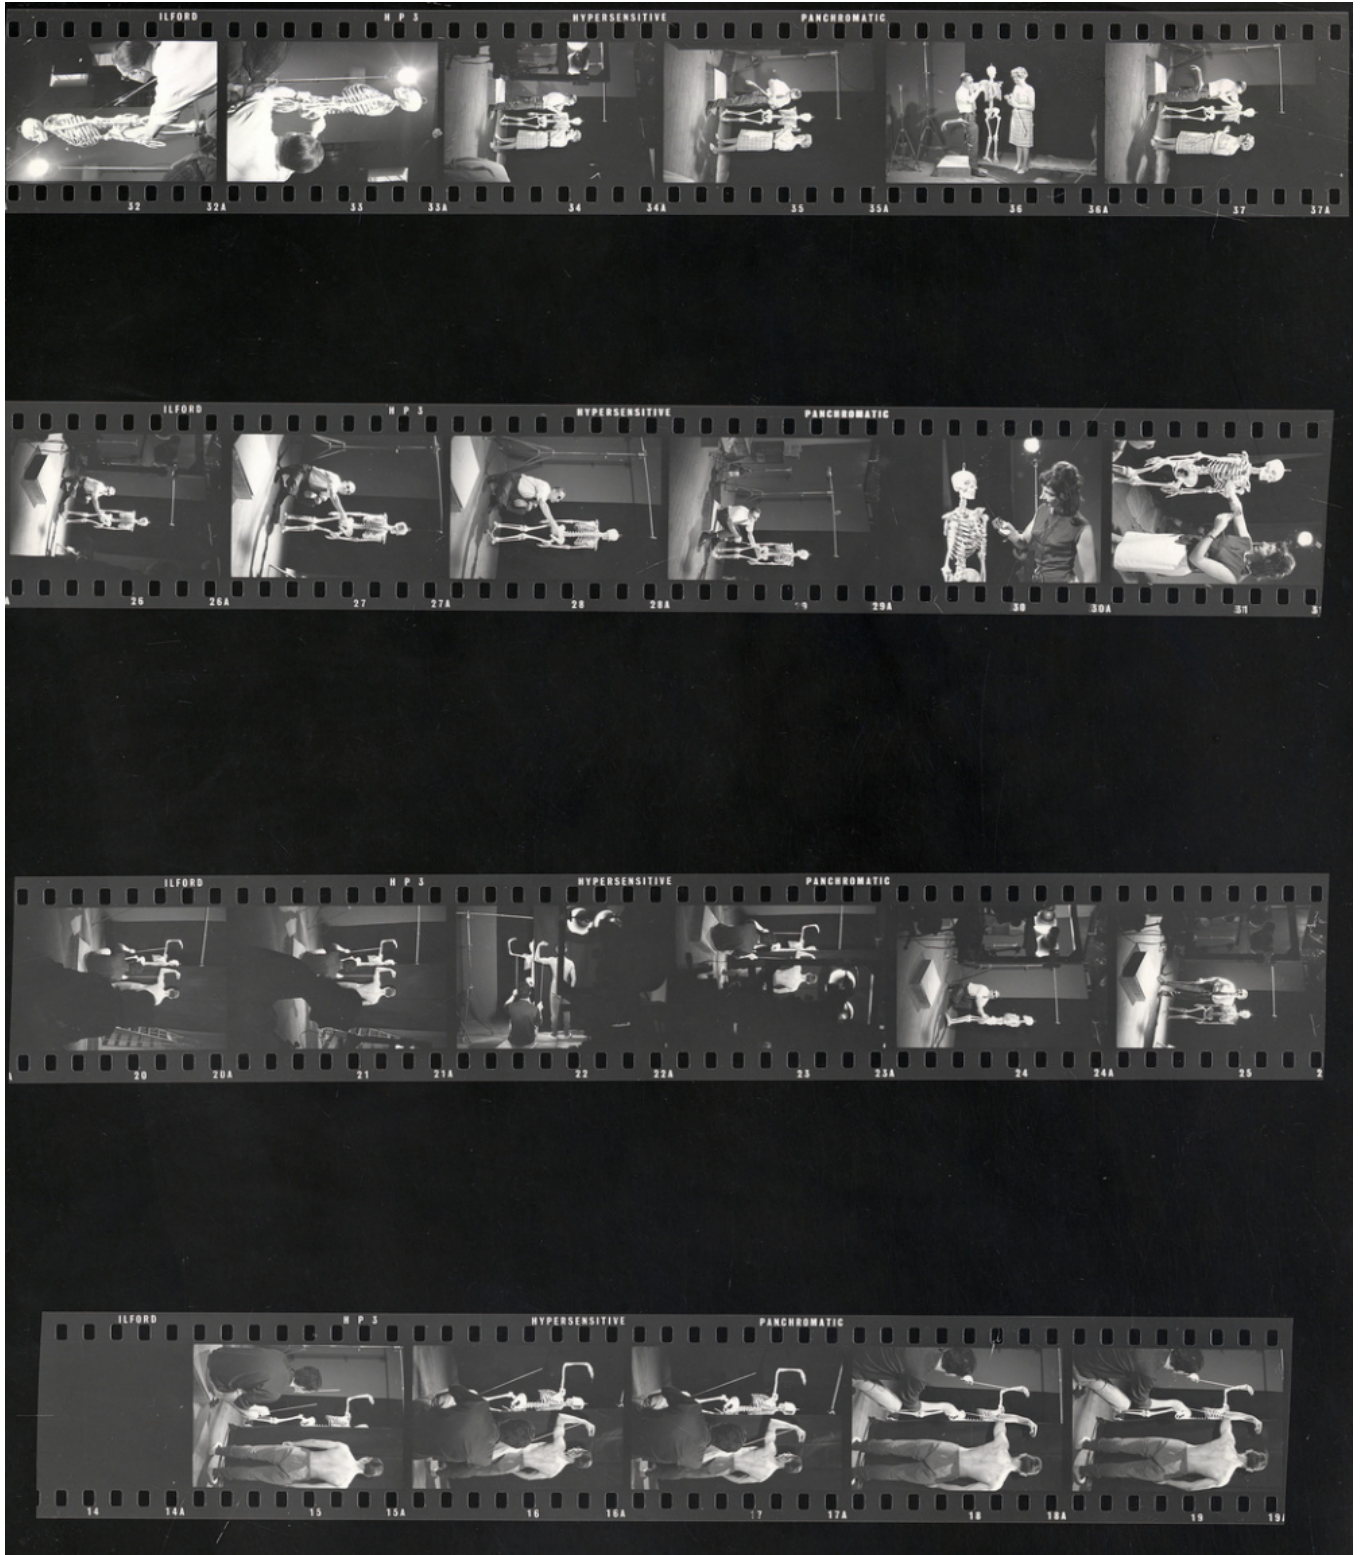 ILFORD H P 3 HYPERSENSITIVE PANCHROMATIC
32 32A 33 33A 34 34A 35 35A 36 36A 37 37A
ILFORD H P 3 HYPERSENSITIVE PANCHROMATIC
26 26A 27 27A 28 28A 29 29A 30 30A 31
ILFORD H P 3 HYPERSENSITIVE PANCHROMATIC
20 20A 21 21A 22 22A 23 23A 24 24A 25
ILFORD H P 3 HYPERSENSITIVE PANCHROMATIC
14 14A 15 15A 16 16A 17 17A 18 18A 19 19A